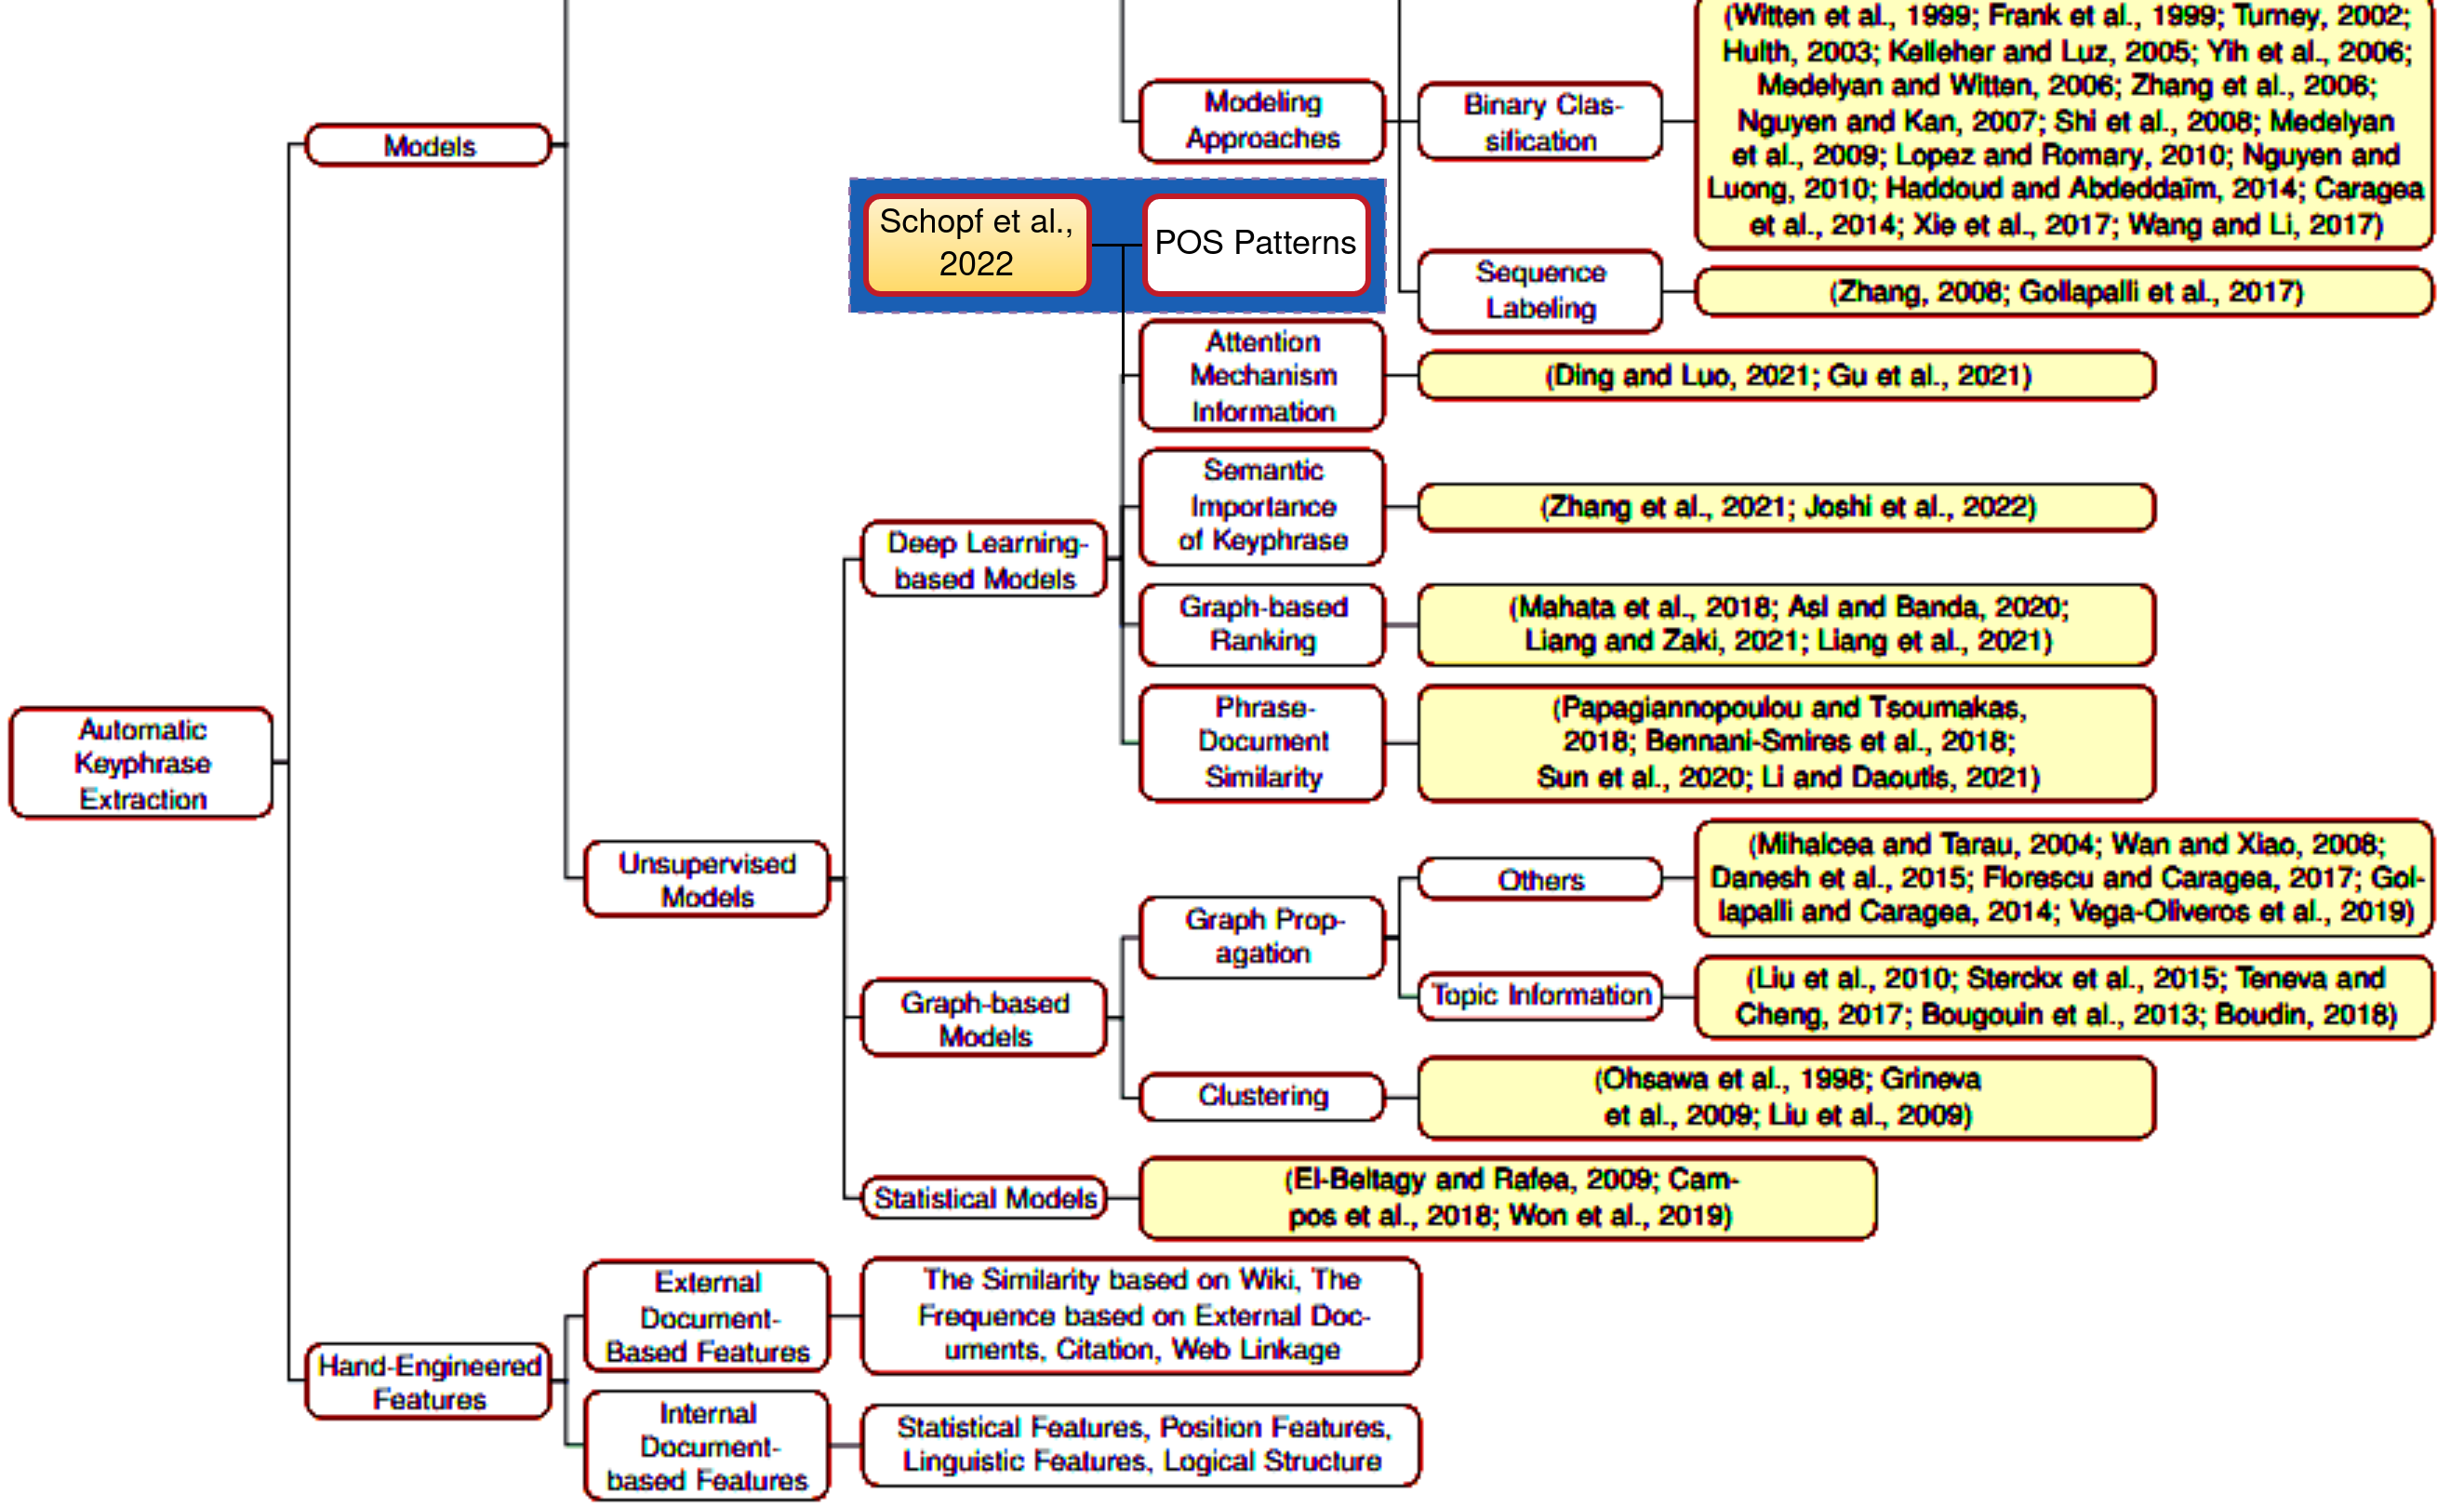 (Witten et al., 1999; Frank et al., 1999; Turney, 2002;
Hulth, 2003; Kelleher and Luz, 2005; Yih et al., 2006;
Medelyan and Witten, 2006; Zhang et al., 2006;
Nguyen and Kan, 2007; Shi et al., 2008; Medelyan
et al., 2009; Lopez and Romary, 2010; Nguyen and
Luong, 2010; Haddoud and Abdeddaïm, 2014; Caragea
et al., 2014; Xie et al., 2017; Wang and Li, 2017)
Modeling
Approaches
Binary Clas-
sification
Models
Schopf et al.,
2022
POS Patterns
Sequence
Labeling
(Zhang, 2008; Gollapalli et al., 2017)
Attention
Mechanism
Information
(Ding and Luo, 2021; Gu et al., 2021)
Semantic
Importance
of Keyphrase
(Zhang et al., 2021; Joshi et al., 2022)
Deep Learning-
based Models
Graph-based
Ranking
(Mahata et al., 2018; Asl and Banda, 2020;
Liang and Zaki, 2021; Liang et al., 2021)
Phrase-
Document
Similarity
(Papagiannopoulou and Tsoumakas,
2018; Bennani-Smires et al., 2018;
Sun et al., 2020; Li and Daoutis, 2021)
Automatic
Keyphrase
Extraction
Unsupervised
Models
Others
(Mihalcea and Tarau, 2004; Wan and Xiao, 2008;
Danesh et al., 2015; Florescu and Caragea, 2017; Gol-
lapalli and Caragea, 2014; Vega-Oliveros et al., 2019)
Graph Prop-
agation
Topic Information
(Liu et al., 2010; Sterckx et al., 2015; Teneva and
Cheng, 2017; Bougouin et al., 2013; Boudin, 2018)
Graph-based
Models
Clustering
(Ohsawa et al., 1998; Grineva
et al., 2009; Liu et al., 2009)
Statistical Models
(El-Beltagy and Rafea, 2009; Cam-
pos et al., 2018; Won et al., 2019)
External
Document-
Based Features
The Similarity based on Wiki, The
Frequence based on External Doc-
uments, Citation, Web Linkage
Hand-Engineered
Features
Internal
Document-
based Features
Statistical Features, Position Features,
Linguistic Features, Logical Structure